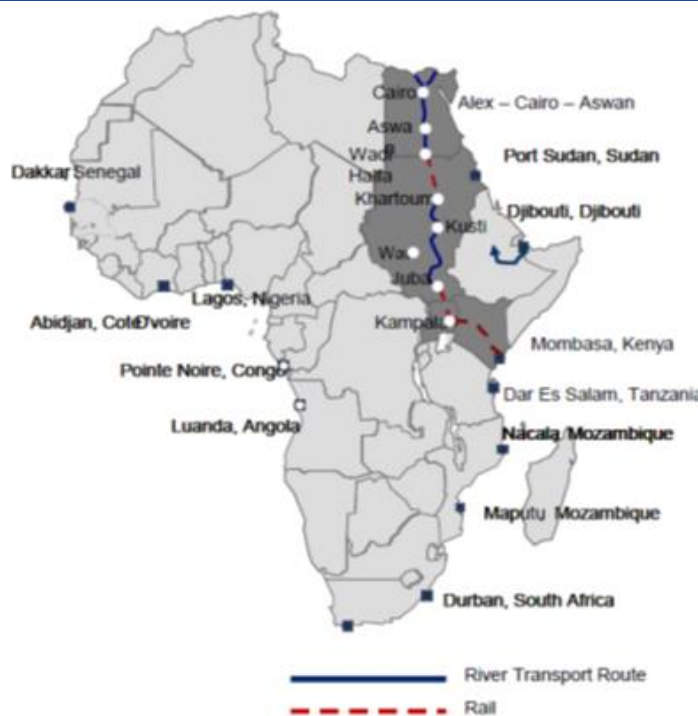 Cairo
Alex – Cairo – Aswan
Aswa
Wadi
Halfa
Port Sudan, Sudan
Dakkar, Senegal
Khartoum
Djibouti, Djibouti
Kusti
Wa
Juba
Lagos, Nigeria
Abidjan, Cote D'Ivoire
Kampala
Mombasa, Kenya
Pointe Noire, Congo
Dar Es Salam, Tanzania
Luanda, Angola
Nacala, Mozambique
Maputu, Mozambique
Durban, South Africa
River Transport Route
Rail